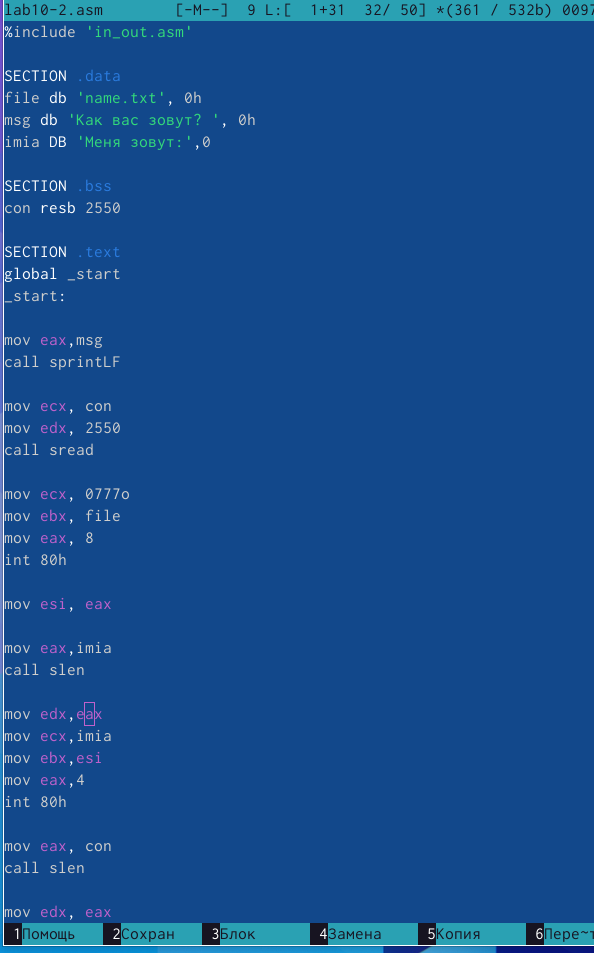 lab10-2.asm [-M--] 9 L:[ 1+31 32/ 50] *(361 / 532b) 0097
%include 'in_out.asm'
SECTION .data
file db 'name.txt', 0h
msg db 'Как вас зовут? ', 0h
imia DB 'Меня зовут:',0
SECTION .bss
con resb 2550
SECTION .text
global _start
_start:
mov eax,msg
call sprintLF
mov ecx, con
mov edx, 2550
call sread
mov ecx, 0777o
mov ebx, file
mov eax, 8
int 80h
mov esi, eax
mov eax,imia
call slen
mov edx,eax
mov ecx,imia
mov ebx,esi
mov eax,4
int 80h
mov eax, con
call slen
mov edx, eax
1Помощь 2Сохран 3Блок 4Замена 5Копия 6Пере~т